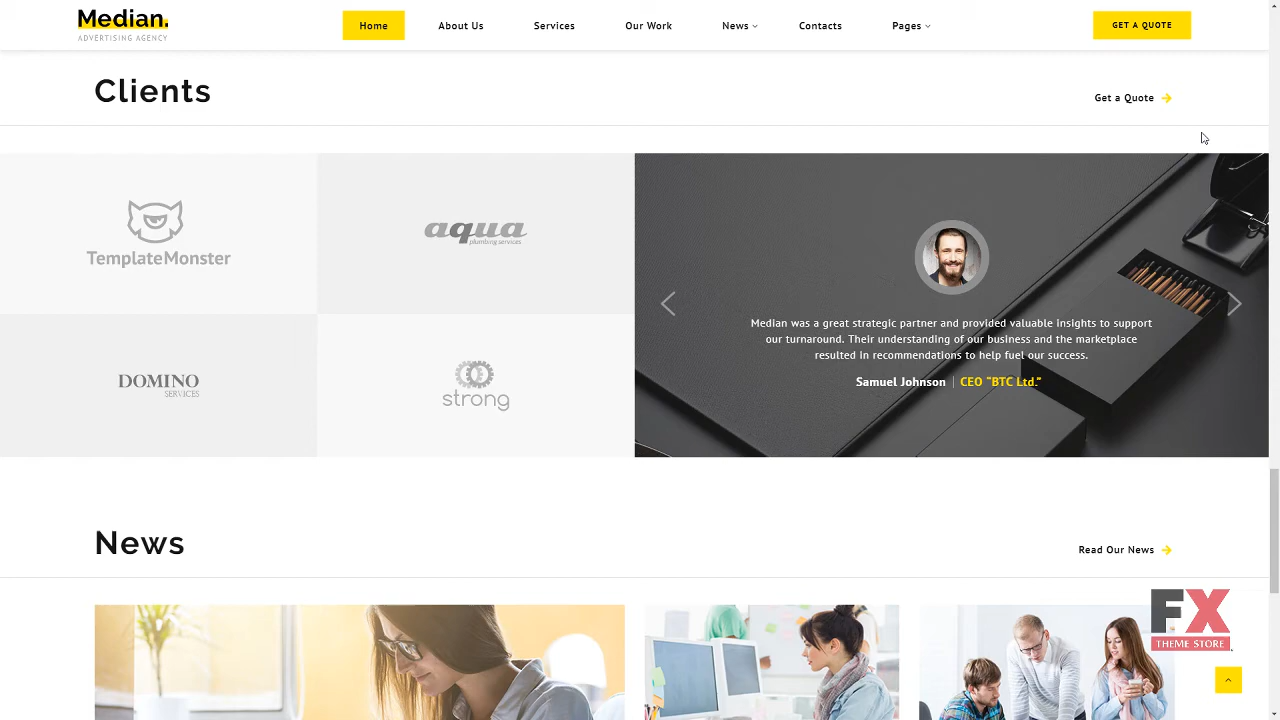 Median.
ADVERTISING AGENCY
Home
About Us
Services
Our Work
News
Contacts
Pages
GET A QUOTE
Clients
Get a Quote
TemplateMonster
aqua
plumbing services
DOMINO
SERVICES
strong
Median was a great strategic partner and provided valuable insights to support
our turnaround. Their understanding of our business and the marketplace
resulted in recommendations to help fuel our success.
Samuel Johnson | CEO "BTC Ltd."
News
Read Our News
FX
THEME STORE